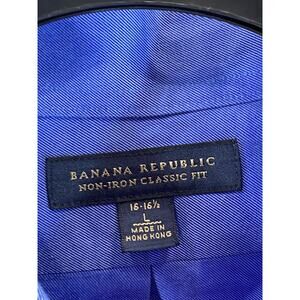 BANANA REPUBLIC
NON-IRON CLASSIC FIT
16-16½
L
MADE IN
HONG KONG